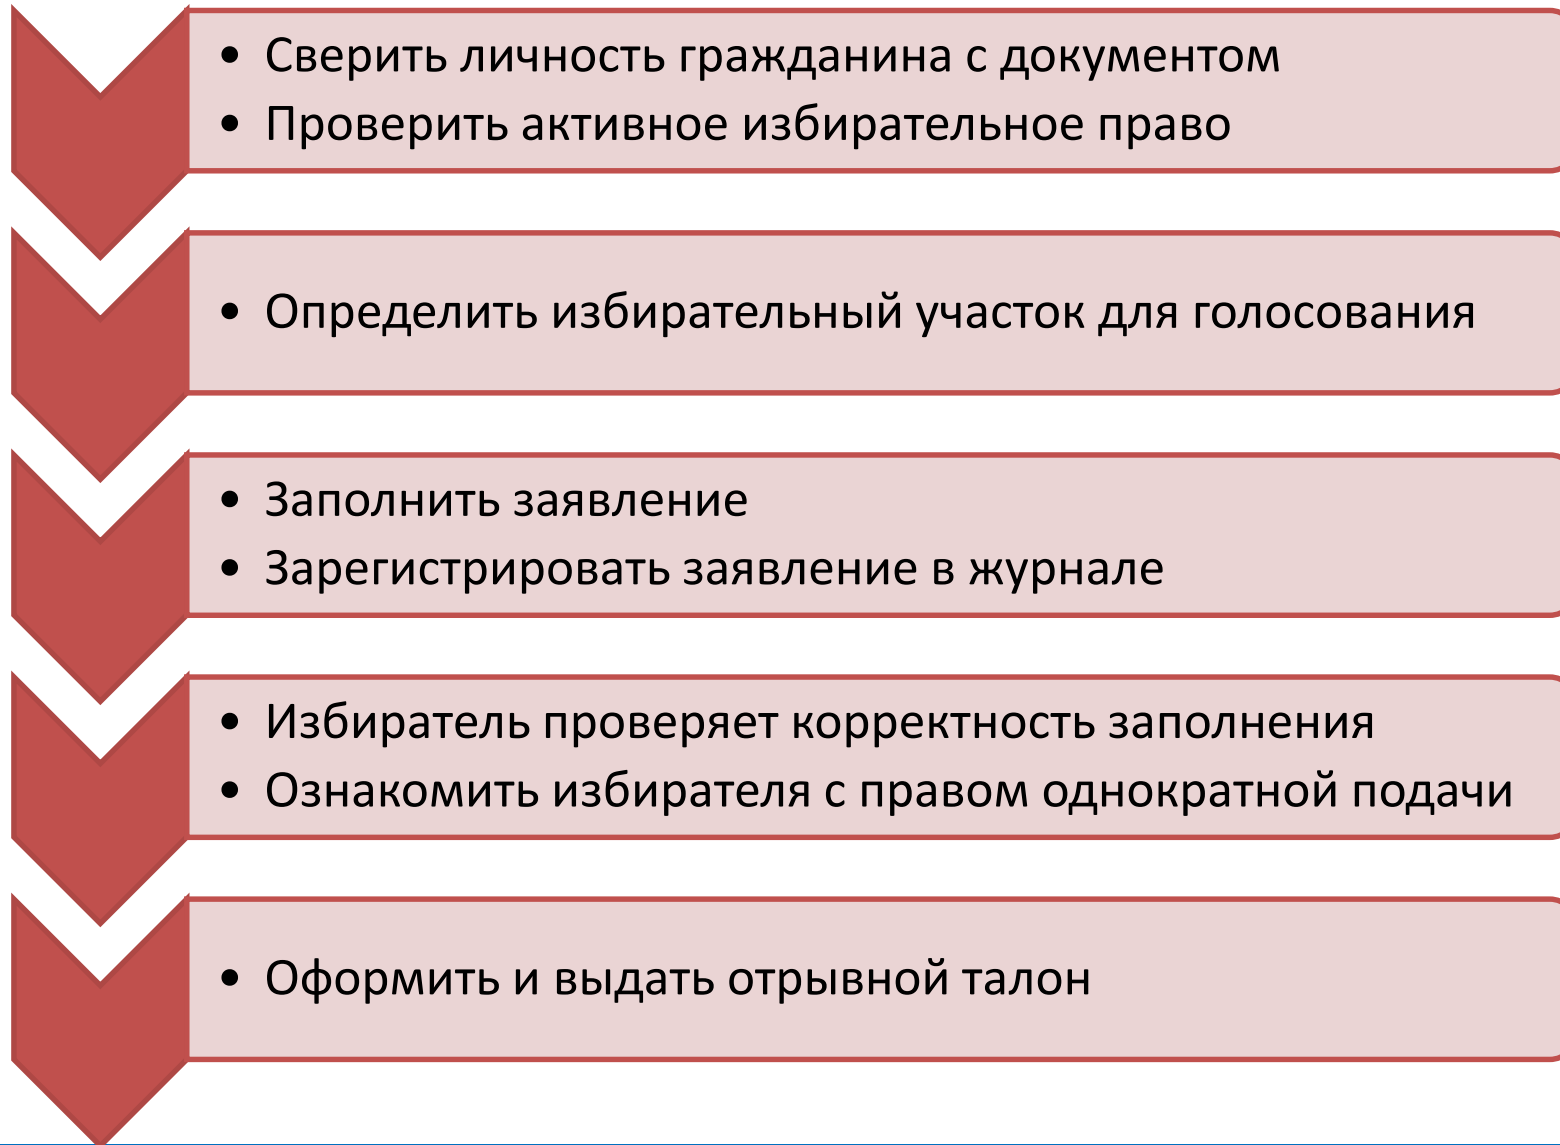 • Сверить личность гражданина с документом
• Проверить активное избирательное право
• Определить избирательный участок для голосования
• Заполнить заявление
• Зарегистрировать заявление в журнале
• Избиратель проверяет корректность заполнения
• Ознакомить избирателя с правом однократной подачи
• Оформить и выдать отрывной талон